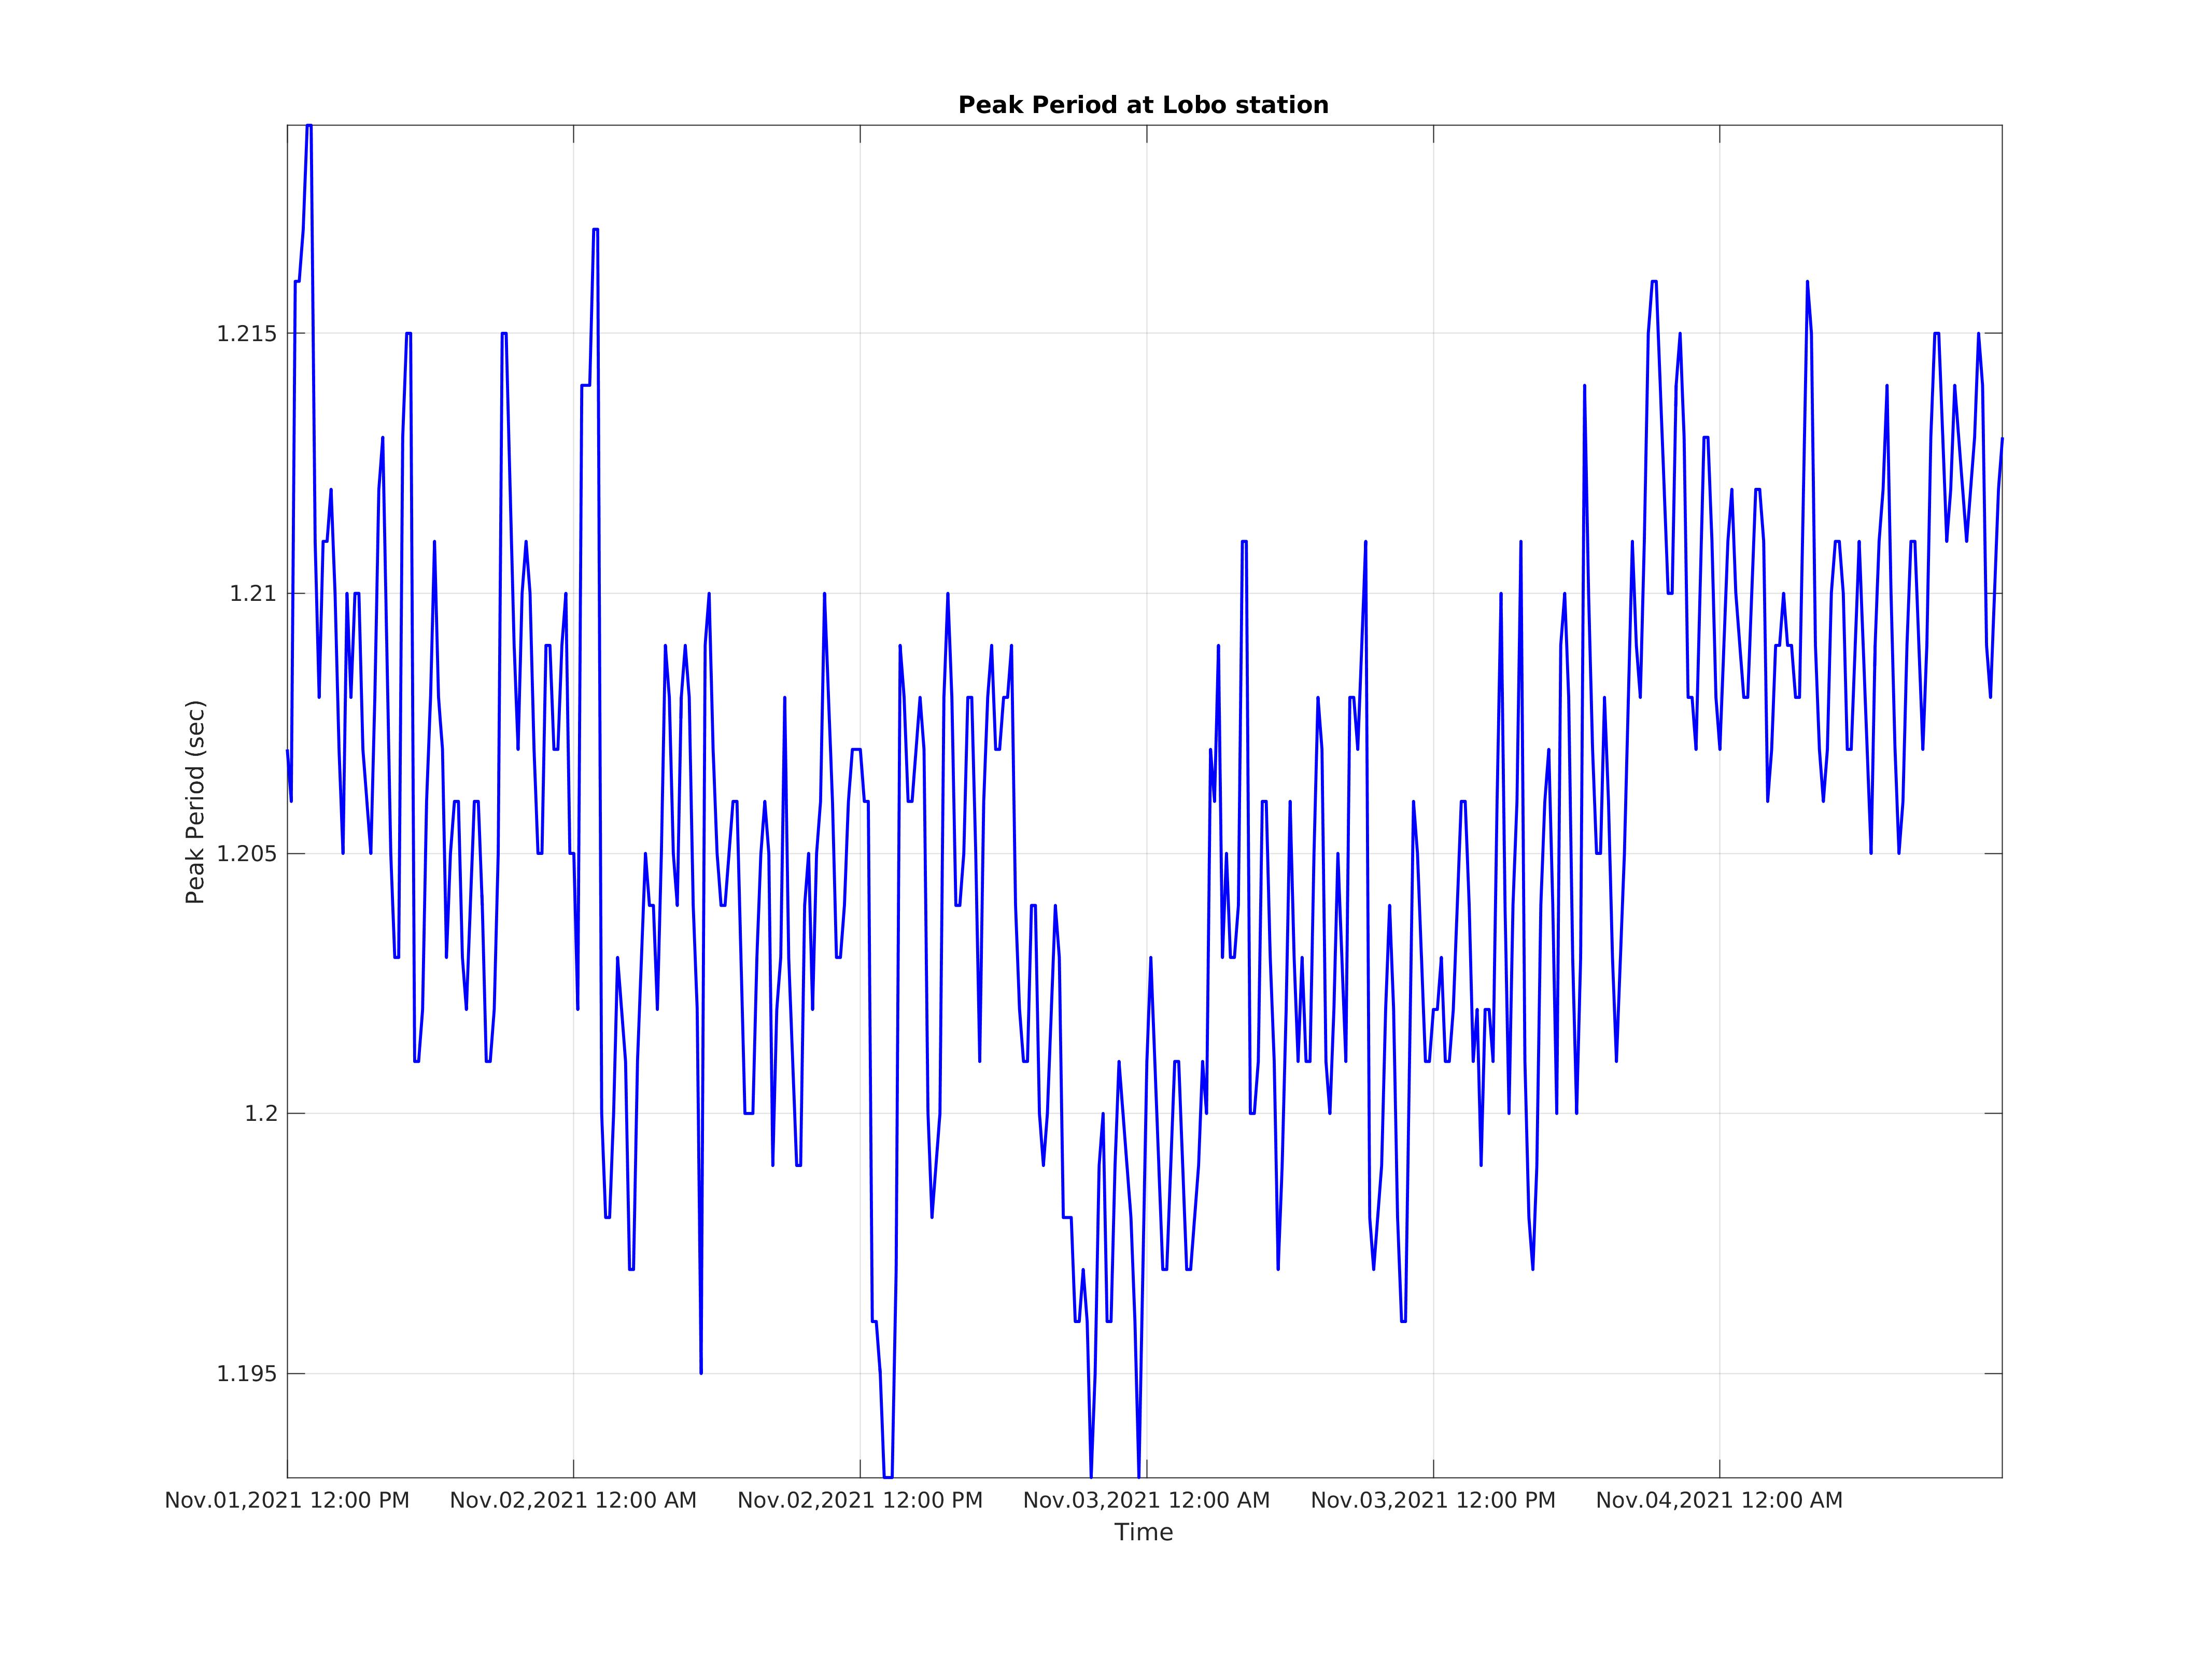 Peak Period at Lobo station
Peak Period (sec)
1.215
1.21
1.205
1.2
1.195
Nov.01,2021 12:00 PM Nov.02,2021 12:00 AM Nov.02,2021 12:00 PM Nov.03,2021 12:00 AM Nov.03,2021 12:00 PM Nov.04,2021 12:00 AM
Time